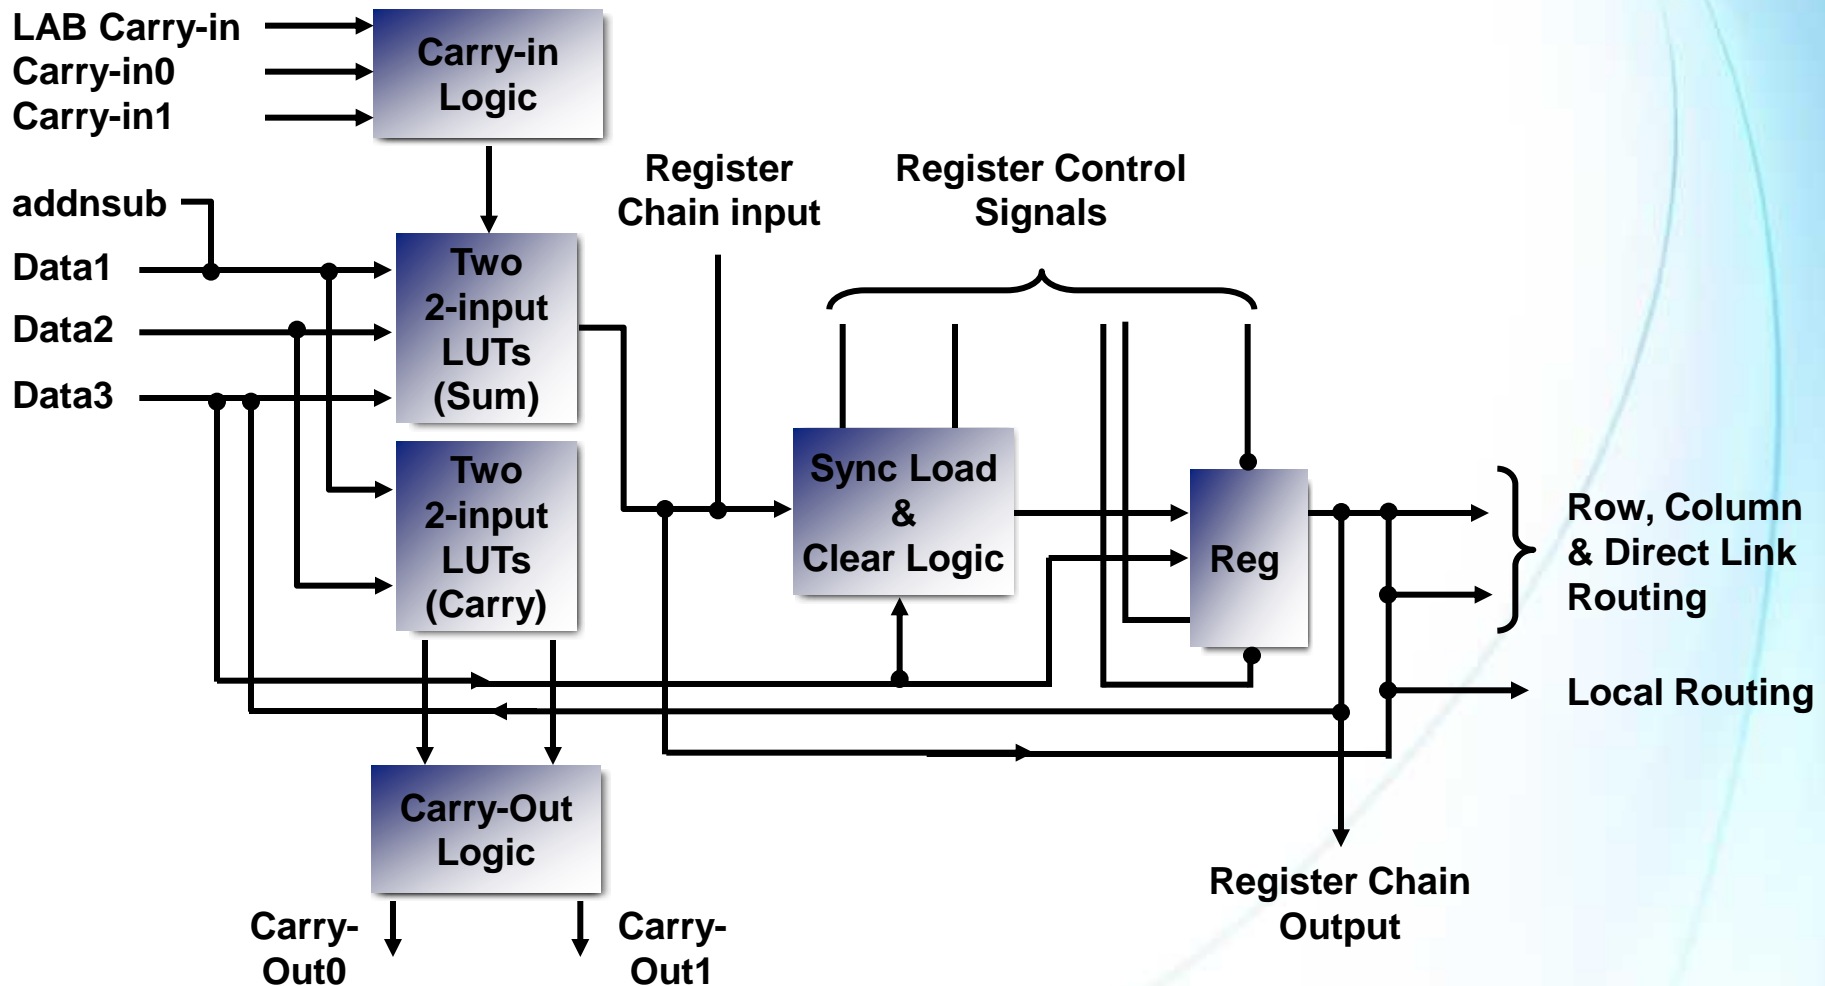 LAB Carry-in
Carry-in0
Carry-in1
Carry-in
Logic
addnsub
Data1
Data2
Data3
Two
2-input
LUTs
(Sum)
Two
2-input
LUTs
(Carry)
Register
Chain input
Register Control
Signals
Sync Load
&
Clear Logic
Reg
Row, Column
& Direct Link
Routing
Local Routing
Carry-Out
Logic
Register Chain
Output
Carry-
Out0
Carry-
Out1